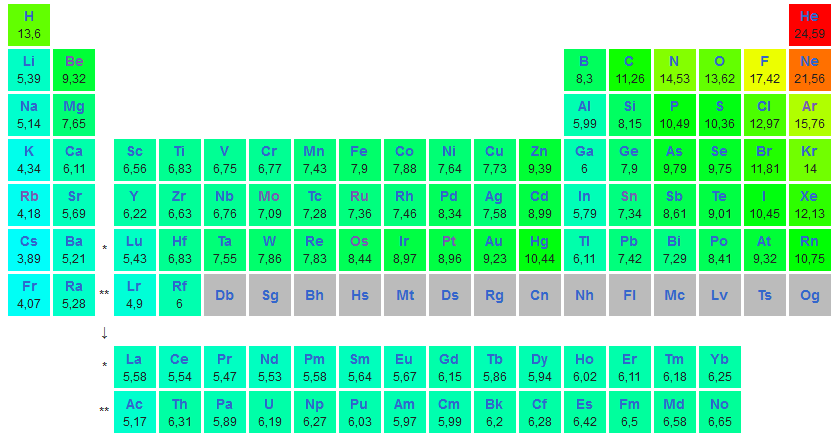 H He
13,6 24,59
Li Be B C N O F Ne
5,39 9,32 8,3 11,26 14,53 13,62 17,42 21,56
Na Mg Al Si P S Cl Ar
5,14 7,65 5,99 8,15 10,49 10,36 12,97 15,76
K Ca Sc Ti V Cr Mn Fe Co Ni Cu Zn Ga Ge As Se Br Kr
4,34 6,11 6,56 6,83 6,75 6,77 7,43 7,9 7,88 7,64 7,73 9,39 6 7,9 9,79 9,75 11,81 14
Rb Sr Y Zr Nb Mo Tc Ru Rh Pd Ag Cd In Sn Sb Te I Xe
4,18 5,69 6,22 6,63 6,76 7,09 7,28 7,36 7,46 8,34 7,58 8,99 5,79 7,34 8,61 9,01 10,45 12,13
Cs Ba * Lu Hf Ta W Re Os Ir Pt Au Hg Tl Pb Bi Po At Rn
3,89 5,21 5,43 6,83 7,55 7,86 7,83 8,44 8,97 8,96 9,23 10,44 6,11 7,42 7,29 8,41 9,32 10,75
Fr Ra ** Lr Rf Db Sg Bh Hs Mt Ds Rg Cn Nh Fl Mc Lv Ts Og
4,07 5,28 4,9 6
↓
* La Ce Pr Nd Pm Sm Eu Gd Tb Dy Ho Er Tm Yb
5,58 5,54 5,47 5,53 5,58 5,64 5,67 6,15 5,86 5,94 6,02 6,11 6,18 6,25
** Ac Th Pa U Np Pu Am Cm Bk Cf Es Fm Md No
5,17 6,31 5,89 6,19 6,27 6,03 5,97 5,99 6,2 6,28 6,42 6,5 6,58 6,65